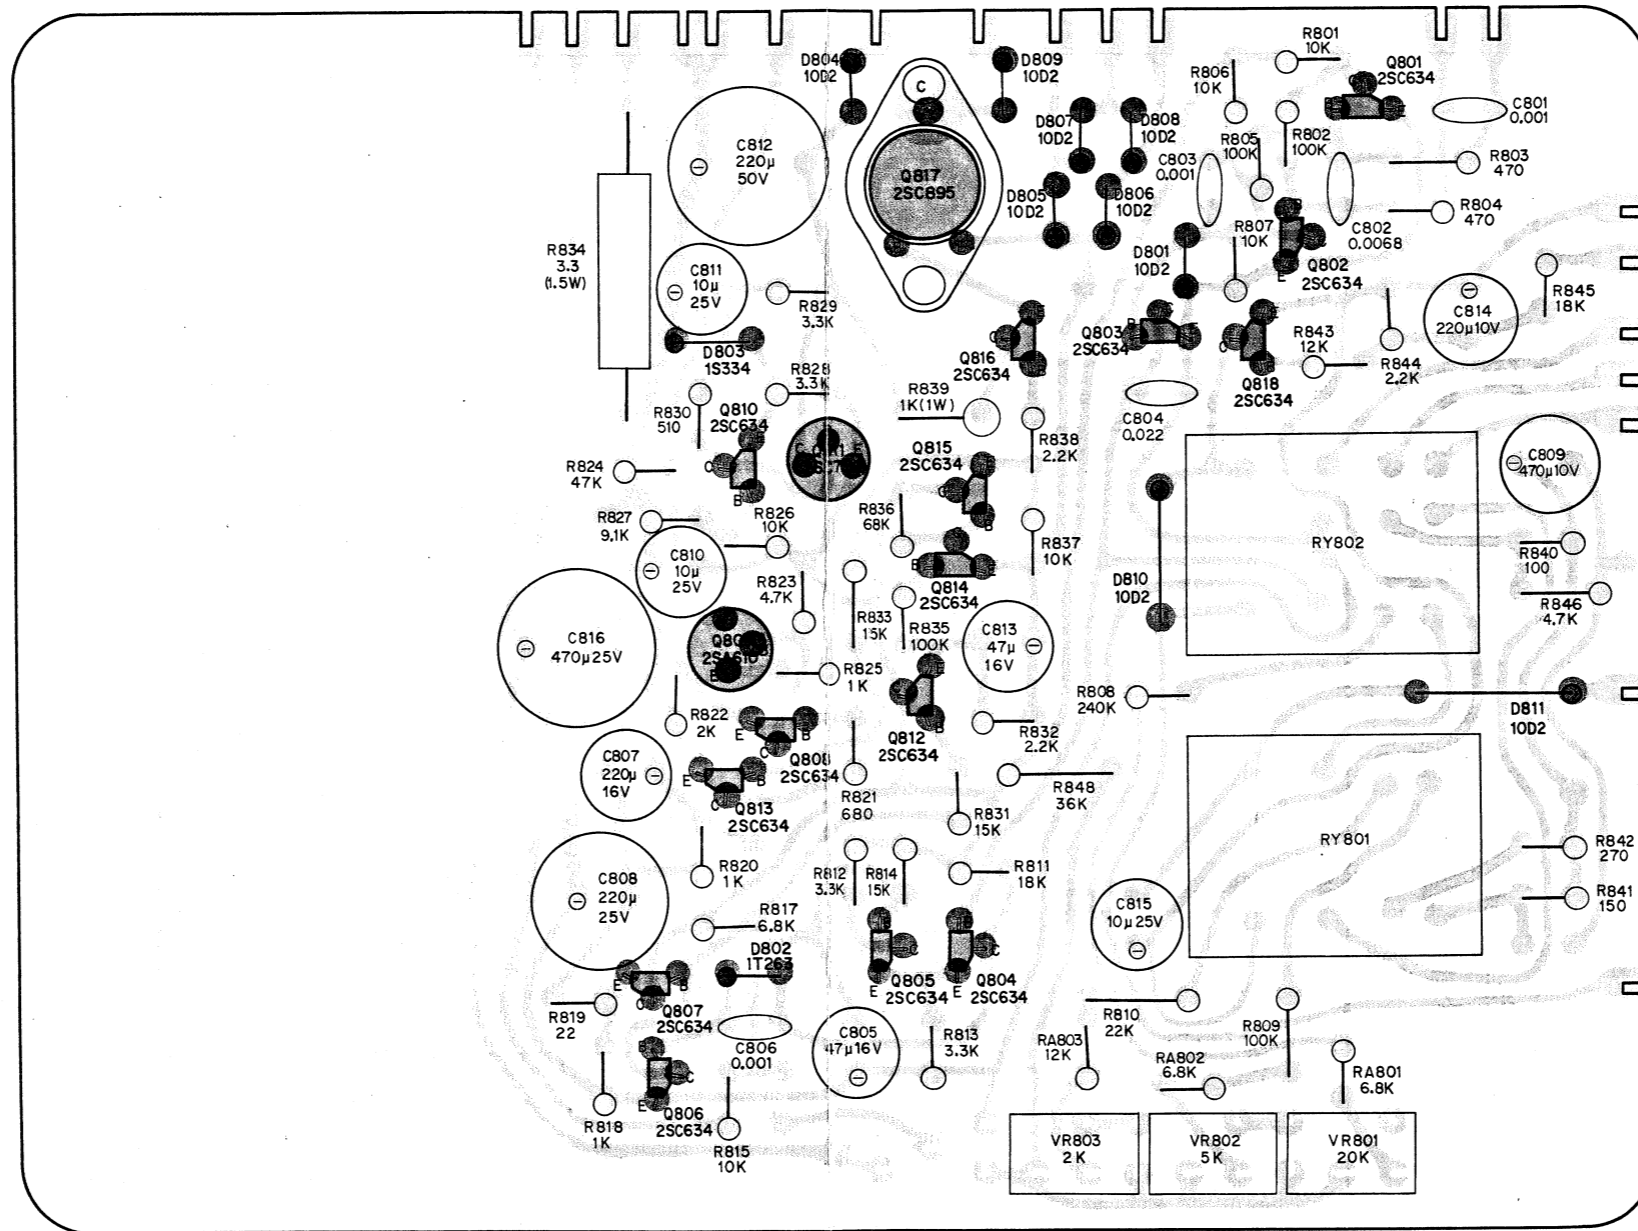 D804
10D2
D809
10D2
R801
10K
Q801
2SC634
R806
10K
C
C801
0.001
C812
220μ
50V
D807
10D2
D808
10D2
R805
100K
R802
100K
C803
0.001
R803
470
Q817
2SC895
D805
10D2
D806
10D2
R804
470
R807
10K
C802
0.0068
R834
3.3
(1.5W)
C811
10μ
25V
D801
10D2
Q802
2SC634
E
R845
18K
R829
3.3K
C814
220μ10V
D803
1S334
Q816
2SC634
Q803
2SC634
R843
12K
R844
2.2K
Q818
2SC634
R828
3.3K
R839
1K(1W)
C804
0.022
R830
510
Q810
2SC634
R838
2.2K
Q815
2SC634
C809
470μ10V
R824
47K
B
R836
68K
R827
9.1K
R826
10K
R837
10K
RY802
R840
100
C810
10μ
25V
R823
4.7K
Q814
2SC634
D810
10D2
R846
4.7K
C816
470μ25V
R833
15K
R835
100K
C813
47μ
16V
R825
1K
R808
240K
D811
10D2
R822
2K
E
B
C
Q808
2SC634
Q812
2SC634
R832
2.2K
C807
220μ
16V
E
B
C
Q813
2SC634
R821
680
R831
15K
R848
36K
RY801
R842
270
R820
1K
R812
3.3K
R814
15K
R811
18K
C808
220μ
25V
R841
150
C815
10μ25V
R817
6.8K
D802
1T263
E
B
C
Q807
2SC634
E
Q805
2SC634
E
Q804
2SC634
R819
22
C806
0.001
C805
47μ16V
R813
3.3K
RA803
12K
R810
22K
R809
100K
RA802
6.8K
RA801
6.8K
C
E
Q806
2SC634
R818
1K
R815
10K
VR803
2K
VR802
5K
VR801
20K